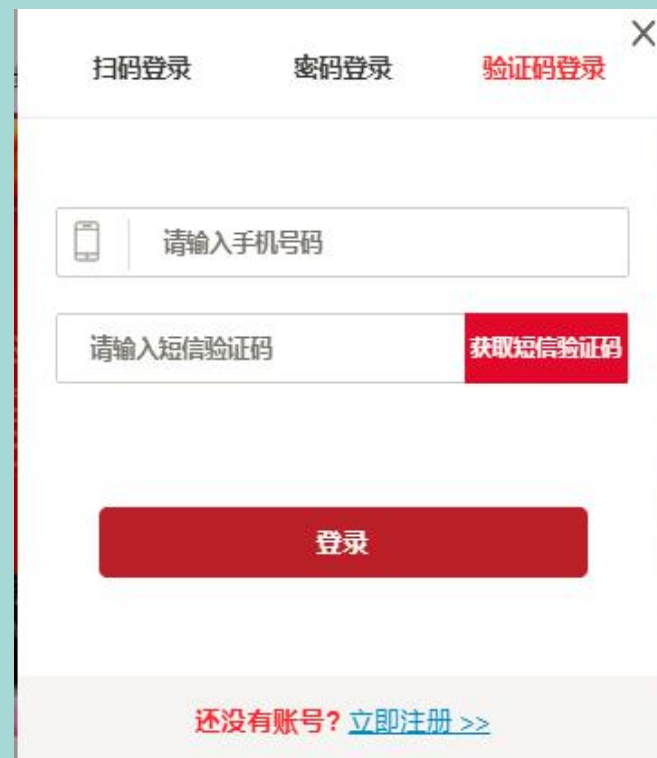 扫码登录 密码登录 验证码登录
请输入手机号码
请输入短信验证码 获取短信验证码
登录
还没有账号? 立即注册 >>